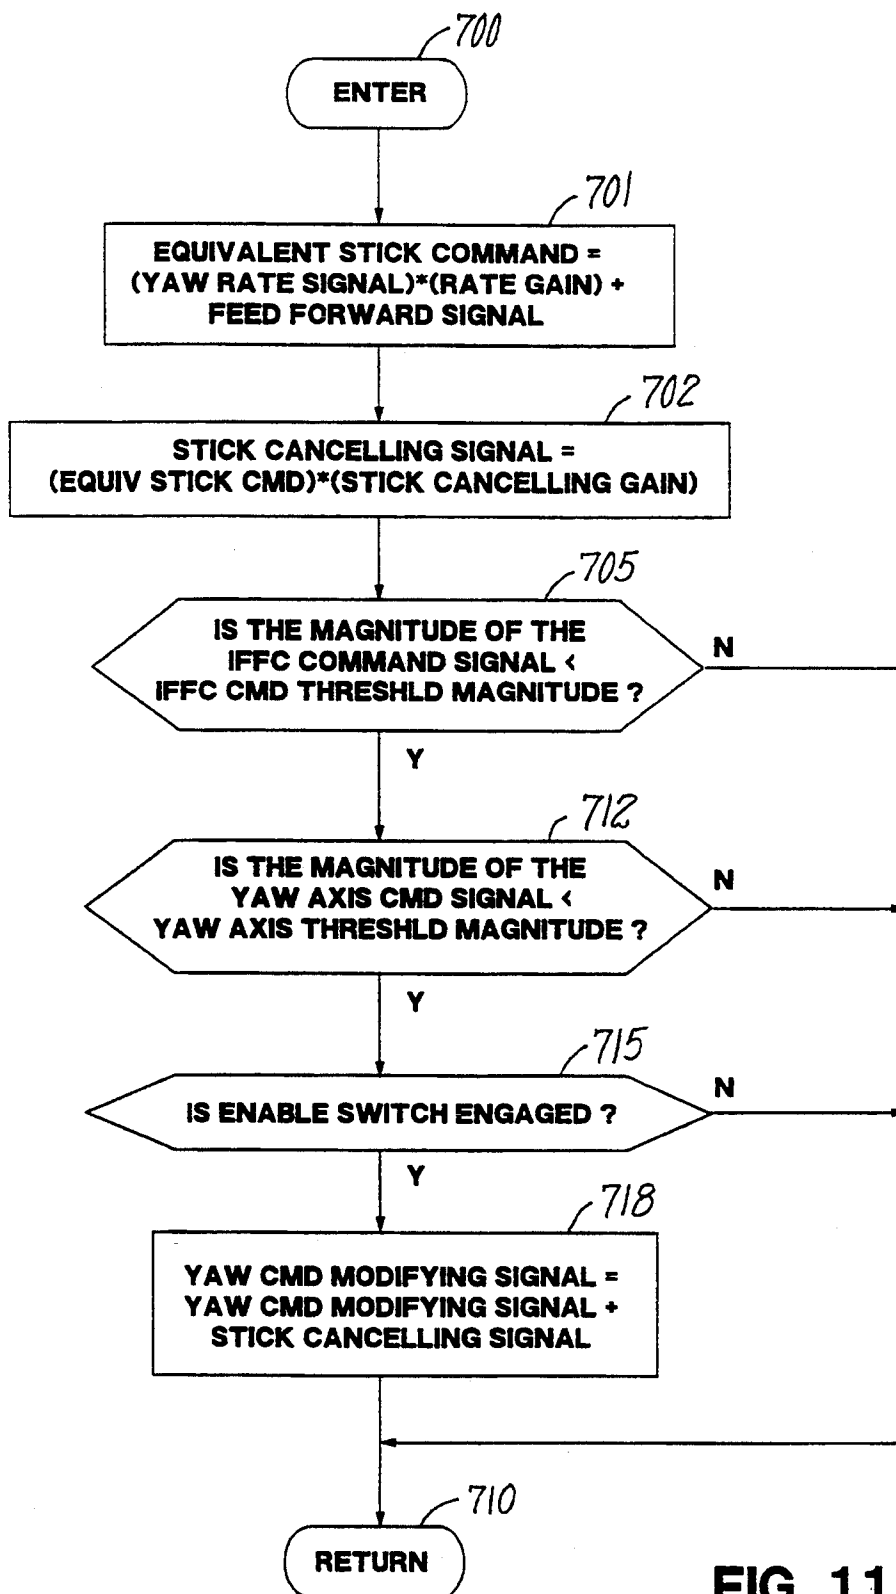 700
ENTER
701
EQUIVALENT STICK COMMAND =
(YAW RATE SIGNAL)*(RATE GAIN) +
FEED FORWARD SIGNAL
702
STICK CANCELLING SIGNAL =
(EQUIV STICK CMD)*(STICK CANCELLING GAIN)
705
IS THE MAGNITUDE OF THE
IFFC COMMAND SIGNAL <
IFFC CMD THRESHLD MAGNITUDE ?
N
Y
712
IS THE MAGNITUDE OF THE
YAW AXIS CMD SIGNAL <
YAW AXIS THRESHLD MAGNITUDE ?
N
Y
715
IS ENABLE SWITCH ENGAGED ?
N
Y
718
YAW CMD MODIFYING SIGNAL =
YAW CMD MODIFYING SIGNAL +
STICK CANCELLING SIGNAL
710
RETURN
FIG. 11